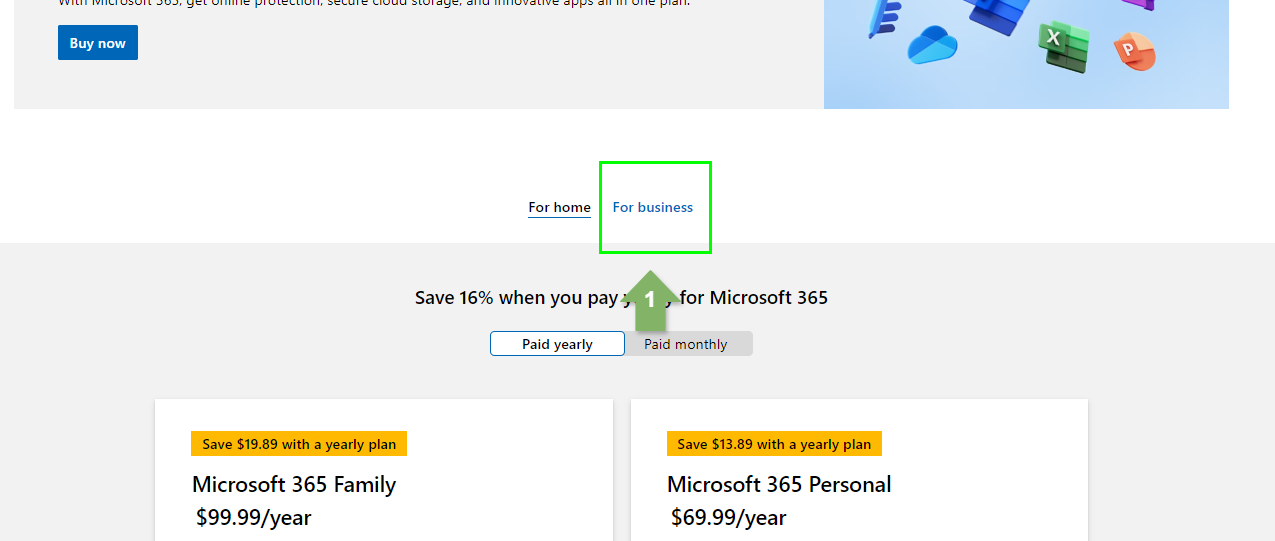 With Microsoft 365, get online protection, secure cloud storage, and innovative apps all in one plan.
Buy now
X
P
For home
For business
Save 16% when you pay for Microsoft 365
1
Paid yearly
Paid monthly
Save $19.89 with a yearly plan
Save $13.89 with a yearly plan
Microsoft 365 Family
Microsoft 365 Personal
$99.99/year
$69.99/year